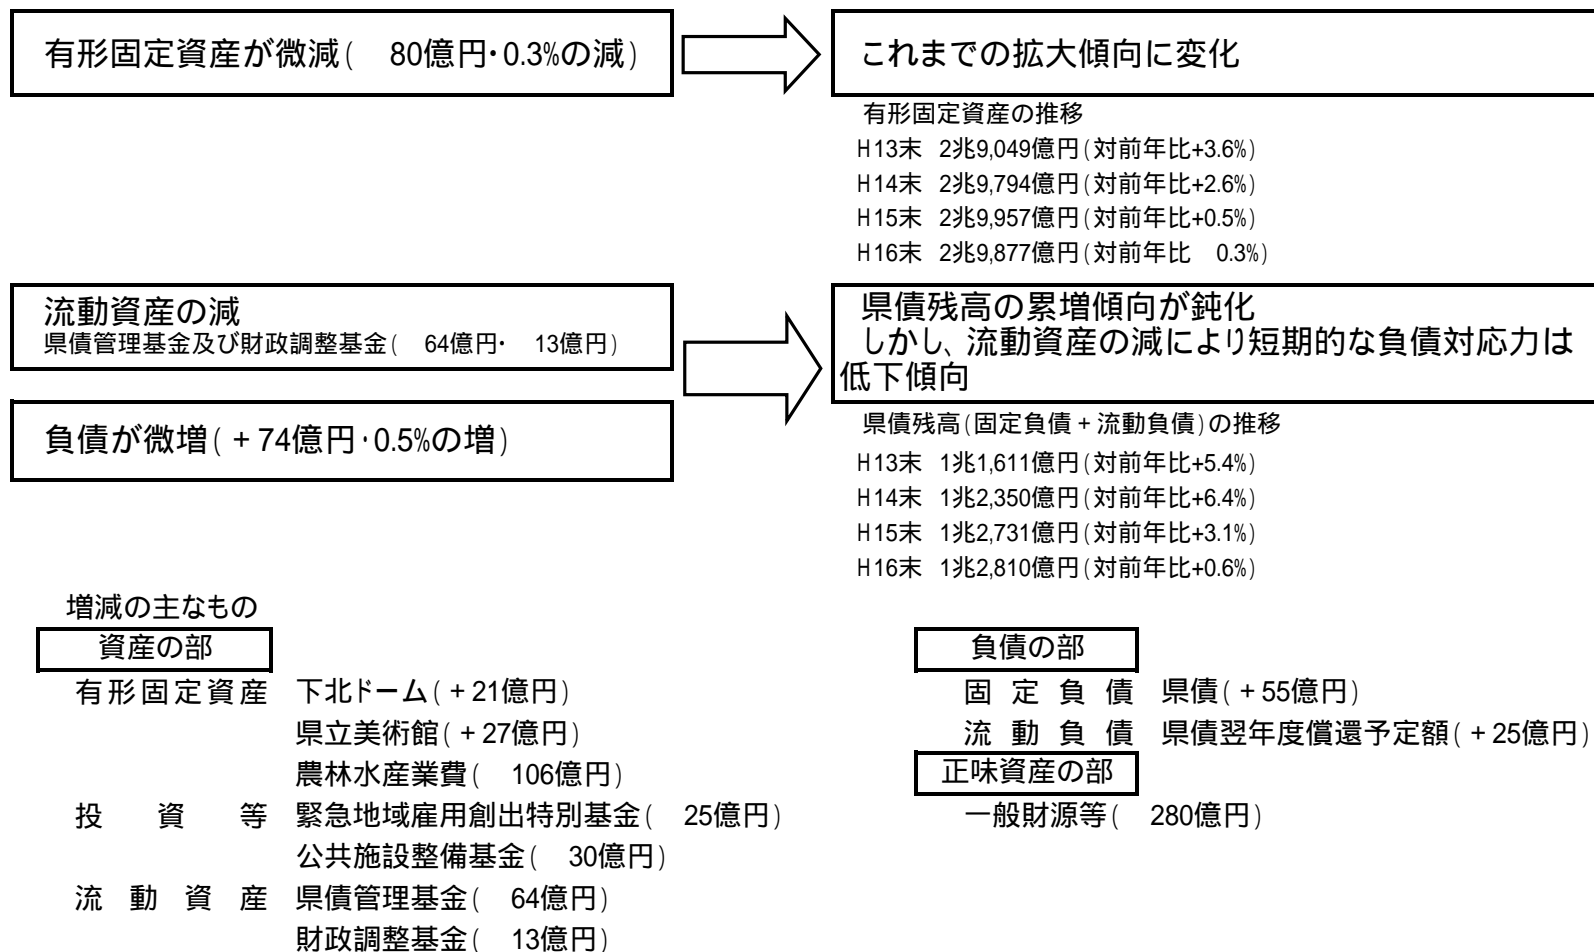 有形固定資産が微減(　80億円・0.3%の減)
これまでの拡大傾向に変化
有形固定資産の推移
H13末 2兆9,049億円(対前年比+3.6%)
H14末 2兆9,794億円(対前年比+2.6%)
H15末 2兆9,957億円(対前年比+0.5%)
H16末 2兆9,877億円(対前年比　0.3%)
流動資産の減
県債管理基金及び財政調整基金(　64億円・　13億円)
負債が微増(+74億円・0.5%の増)
県債残高の累増傾向が鈍化
しかし、流動資産の減により短期的な負債対応力は
低下傾向
県債残高(固定負債+流動負債)の推移
H13末 1兆1,611億円(対前年比+5.4%)
H14末 1兆2,350億円(対前年比+6.4%)
H15末 1兆2,731億円(対前年比+3.1%)
H16末 1兆2,810億円(対前年比+0.6%)
増減の主なもの
資産の部
有形固定資産 下北ドーム(+21億円)
県立美術館(+27億円)
農林水産業費(　106億円)
投資等 緊急地域雇用創出特別基金(　25億円)
公共施設整備基金(　30億円)
流動資産 県債管理基金(　64億円)
財政調整基金(　13億円)
負債の部
固定負債 県債(+55億円)
流動負債 県債翌年度償還予定額(+25億円)
正味資産の部
一般財源等(　280億円)